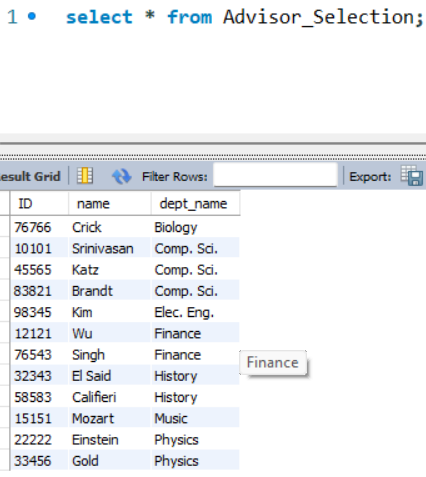 1 select * from Advisor_Selection;
esult Grid Filter Rows: Export:
ID name dept_name
76766 Crick Biology
10101 Srinivasan Comp. Sci.
45565 Katz Comp. Sci.
83821 Brandt Comp. Sci.
98345 Kim Elec. Eng.
12121 Wu Finance
76543 Singh Finance
Finance
32343 El Said History
58583 Califieri History
15151 Mozart Music
22222 Einstein Physics
33456 Gold Physics